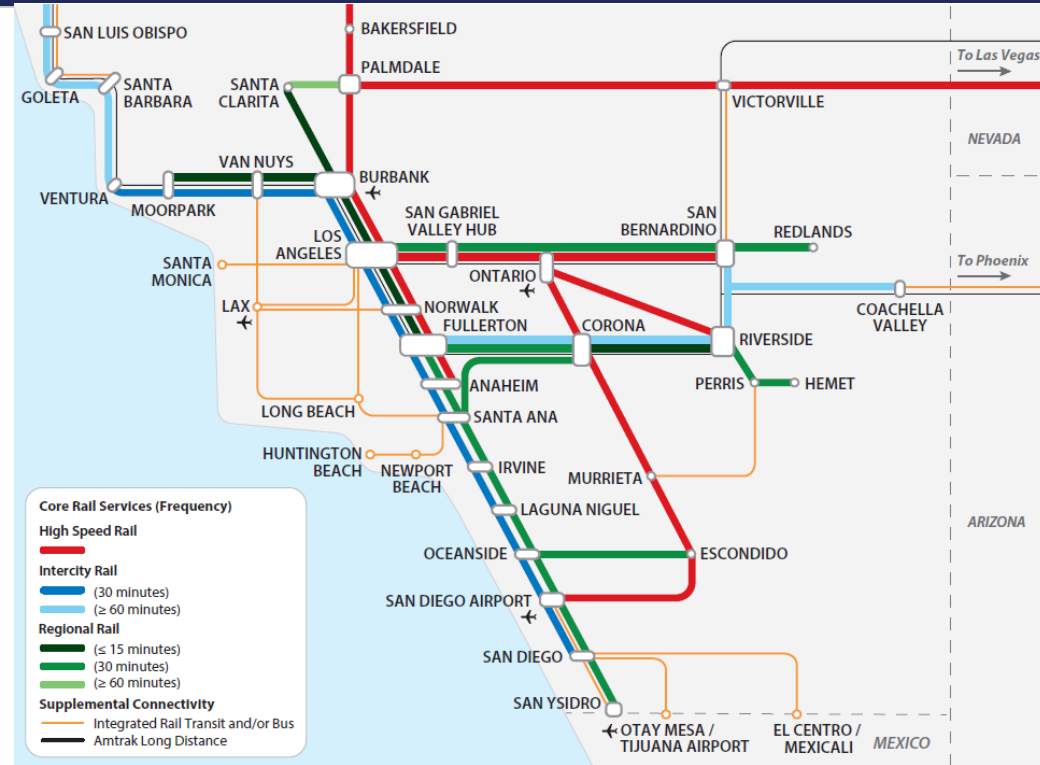 SAN LUIS OBISPO
BAKERSFIELD
PALMDALE
To Las Vegas
GOLETA
SANTA
BARBARA
SANTA
CLARITA
VICTORVILLE
NEVADA
VAN NUYS
BURBANK
VENTURA
MOORPARK
SAN GABRIEL
VALLEY HUB
SAN
BERNARDINO
REDLANDS
LOS
ANGELES
SANTA
MONICA
ONTARIO
To Phoenix
LAX
NORWALK
COACHELLA
VALLEY
FULLERTON
CORONA
RIVERSIDE
ANAHEIM
PERRIS
HEMET
LONG BEACH
SANTA ANA
HUNTINGTON
BEACH
NEWPORT
BEACH
IRVINE
MURRIETA
LAGUNA NIGUEL
ARIZONA
OCEANSIDE
ESCONDIDO
SAN DIEGO AIRPORT
SAN DIEGO
SAN YSIDRO
OTAY MESA /
TIJUANA AIRPORT
EL CENTRO /
MEXICALI
MEXICO
Core Rail Services (Frequency)
High Speed Rail
Intercity Rail
(30 minutes)
(≥ 60 minutes)
Regional Rail
(≤ 15 minutes)
(30 minutes)
(≥ 60 minutes)
Supplemental Connectivity
Integrated Rail Transit and/or Bus
Amtrak Long Distance